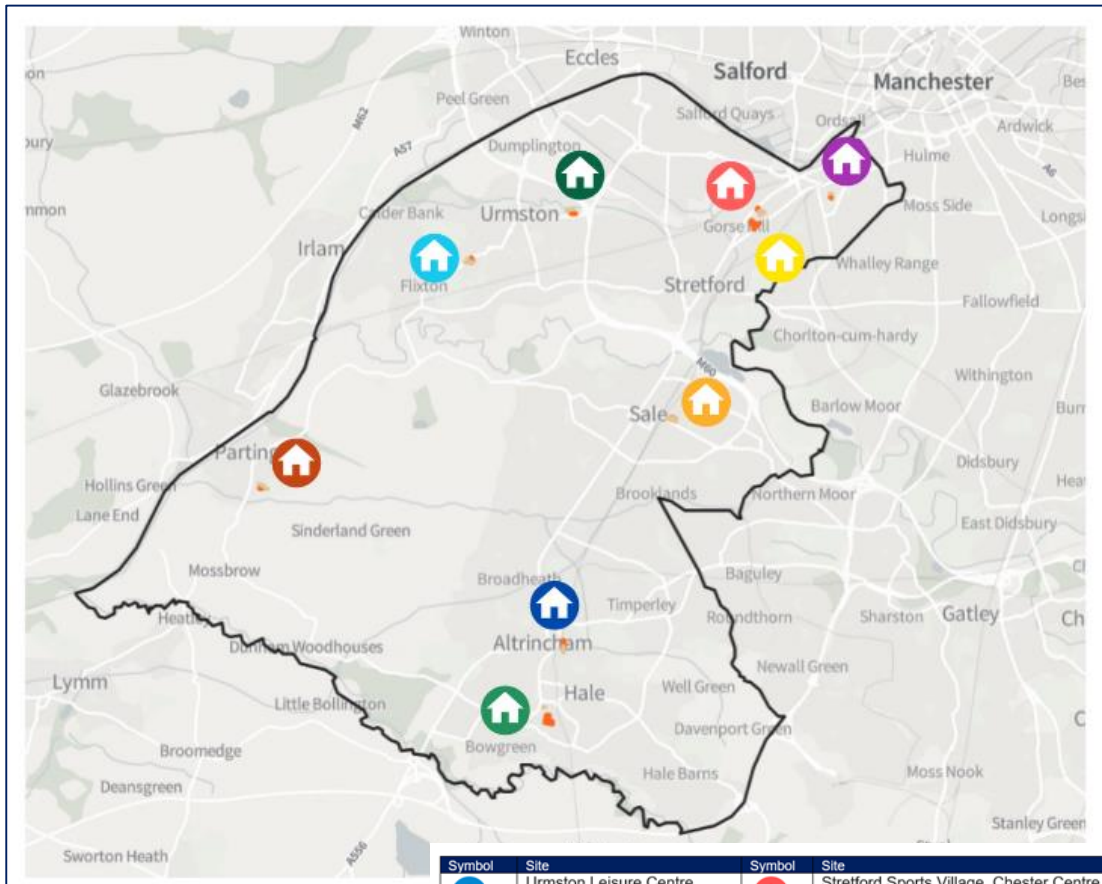 Winton
Eccles
Salford
Manchester
Peel Green
M62
Salford Quays
Ordsall
Ardwick
A57
Dumplington
Hulme
A6
Calder Bank
Urmston
Gorse Hill
Moss Side
Irlam
Flixton
Stretford
Whalley Range
Fallowfield
Chorlton-cum-hardy
M60
Glazebrook
Withington
Sale
Barlow Moor
Didsbury
Hollins Green
Brooklands
Northern Moor
Lane End
Sinderland Green
East Didsbury
Mossbrow
Broadheath
Baguley
Timperley
Roundthorn
Sharston
Gatley
Heatley
Dunham Woodhouses
Altrincham
Newall Green
Lymm
Little Bollington
Hale
Well Green
Davenport Green
Bowgreen
Broomedge
Hale Barns
Moss Nook
Deansgreen
Stanley Green
Sworton Heath
A556
Symbol Site Symbol Site
Urmston Leisure Centre Stretford Sports Village, Chester Centre